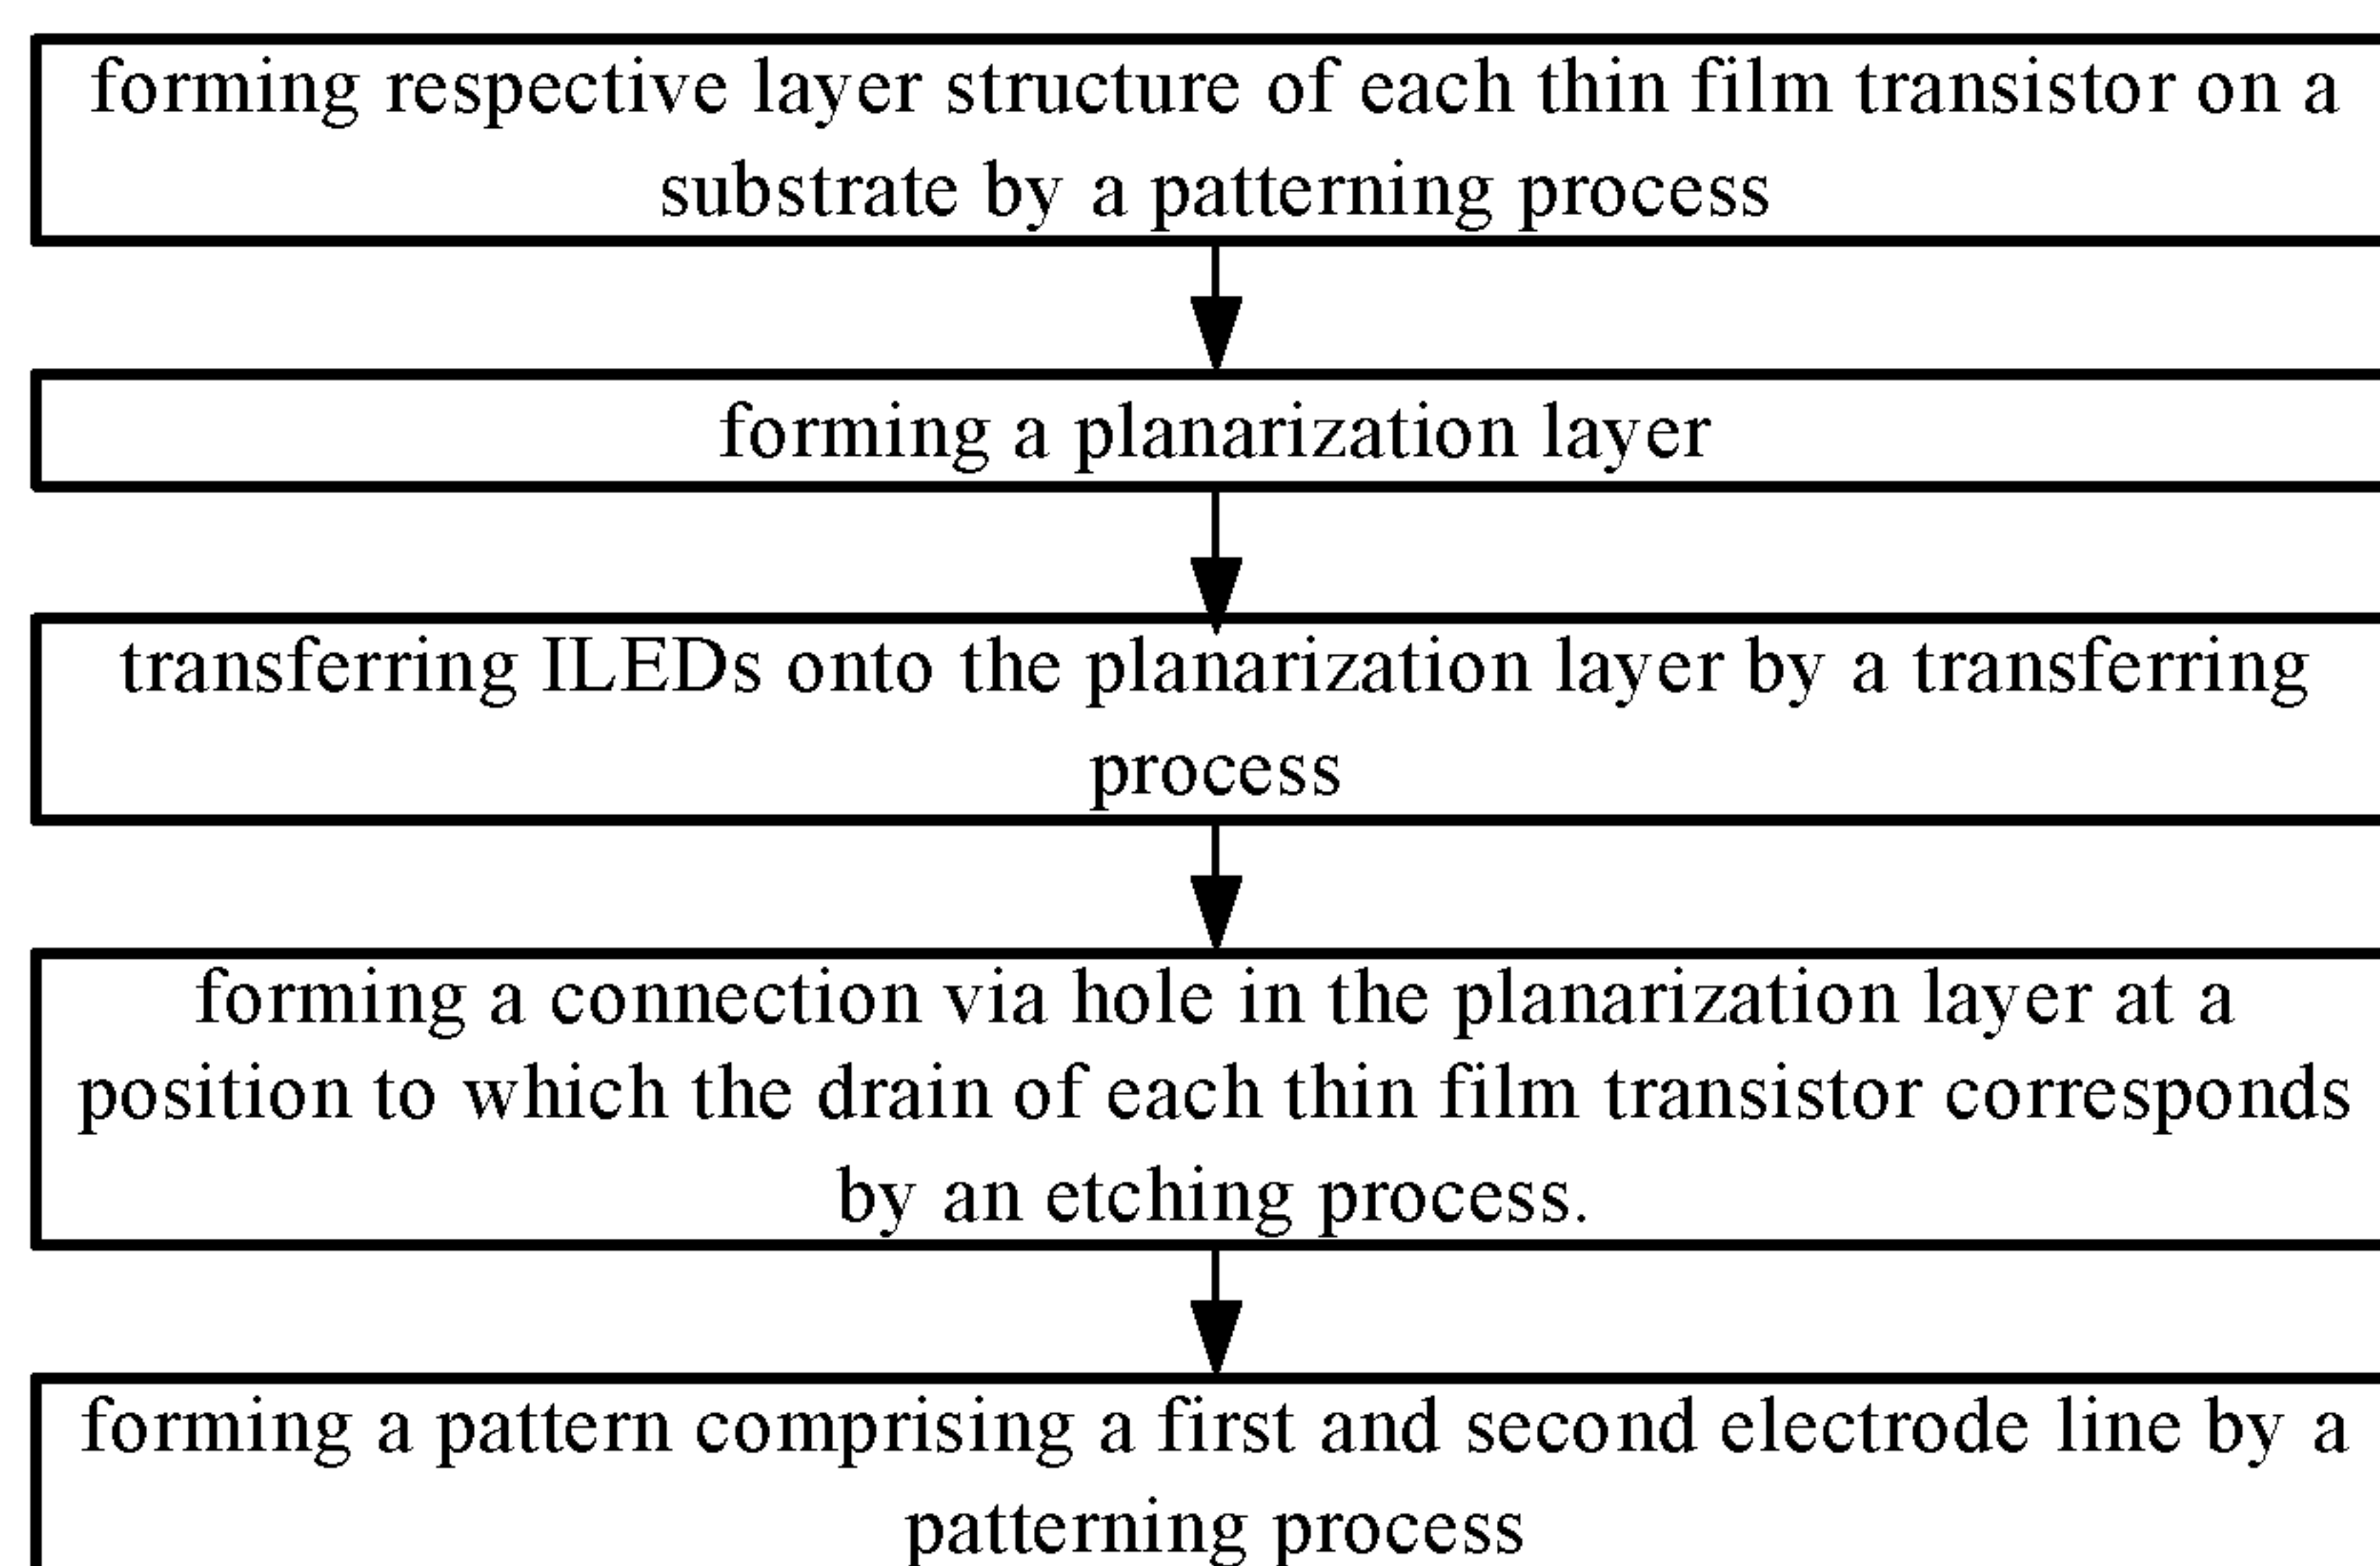 forming respective layer structure of each thin film transistor on a
substrate by a patterning process
forming a planarization layer
transferring ILEDs onto the planarization layer by a transferring
process
forming a connection via hole in the planarization layer at a
position to which the drain of each thin film transistor corresponds
by an etching process.
forming a pattern comprising a first and second electrode line by a
patterning process